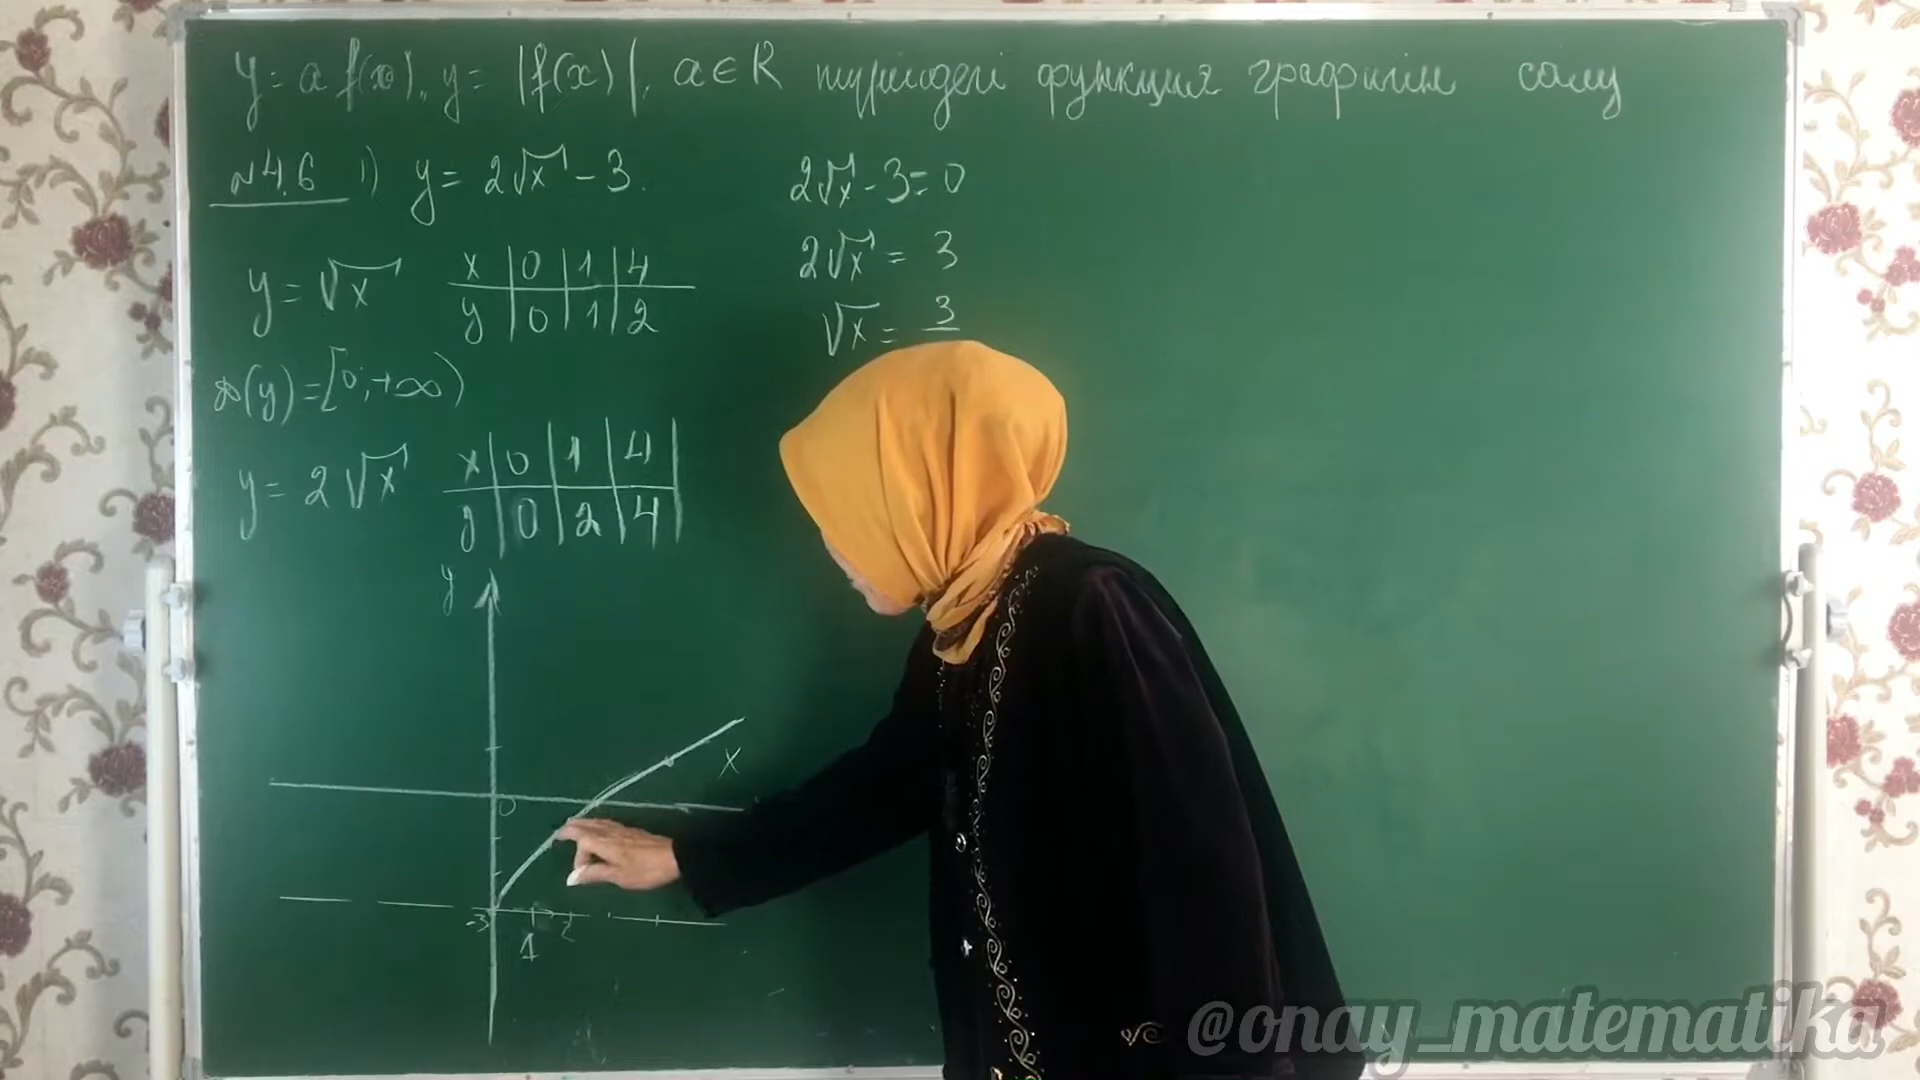 y = a f(x), y = |f(x)|, a ∈ R түріндегі функция графигін салу
№4.6 1) y = 2√x - 3.
y = √x
x 0 1 4
y 0 1 2
D(y) = [0; +∞)
y = 2√x
x 0 1 4
y 0 2 4
2√x - 3 = 0
2√x = 3
√x = 3
y
x
0
-3
1 2
@onay_matematika